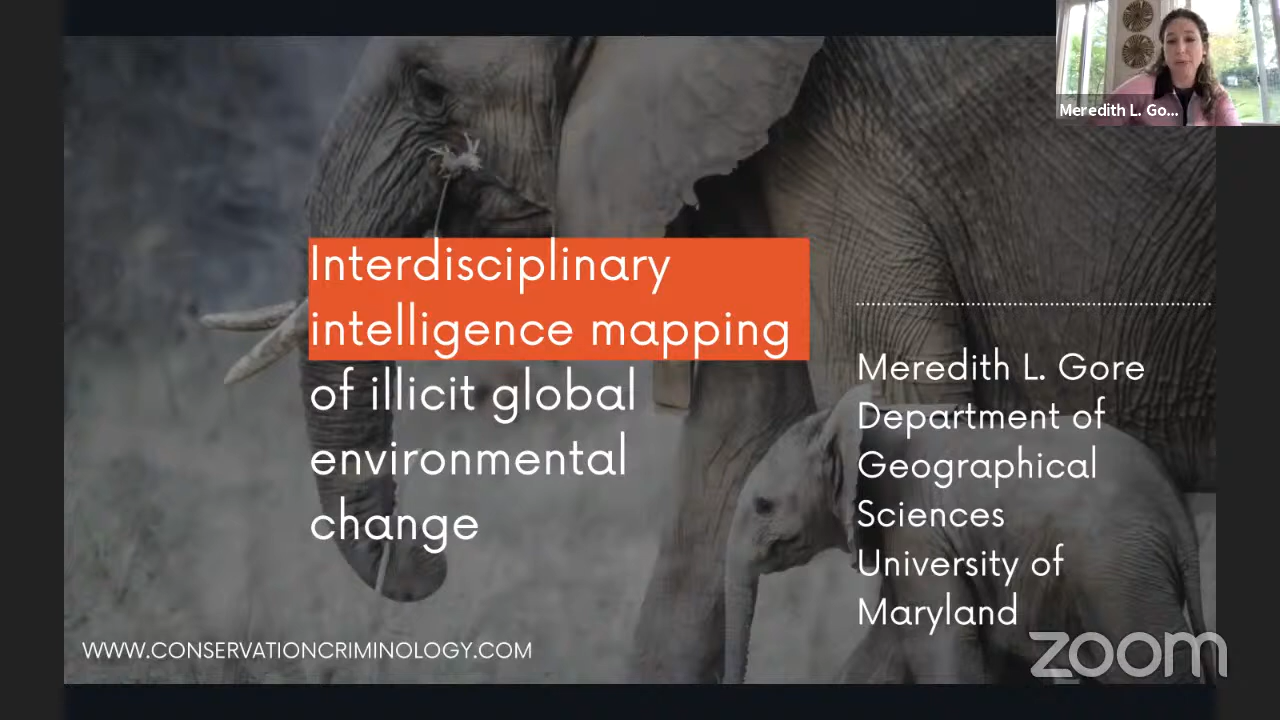 Meredith L. Go...
Interdisciplinary
intelligence mapping
of illicit global
environmental
change
Meredith L. Gore
Department of
Geographical
Sciences
University of
Maryland
WWW.CONSERVATIONCRIMINOLOGY.COM
zoom